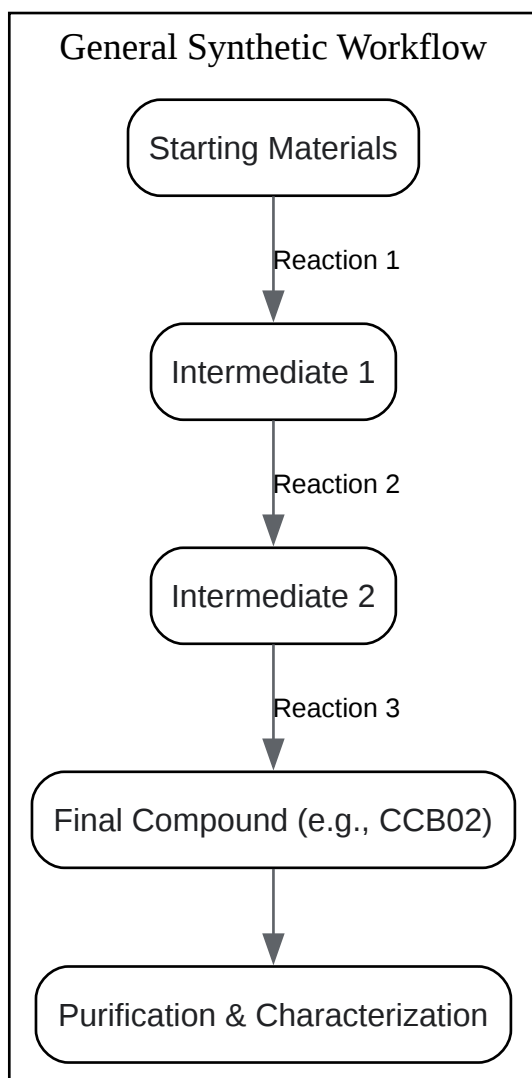 General Synthetic Workflow
Starting Materials
Reaction 1
Intermediate 1
Reaction 2
Intermediate 2
Reaction 3
Final Compound (e.g., CCB02)
Purification & Characterization